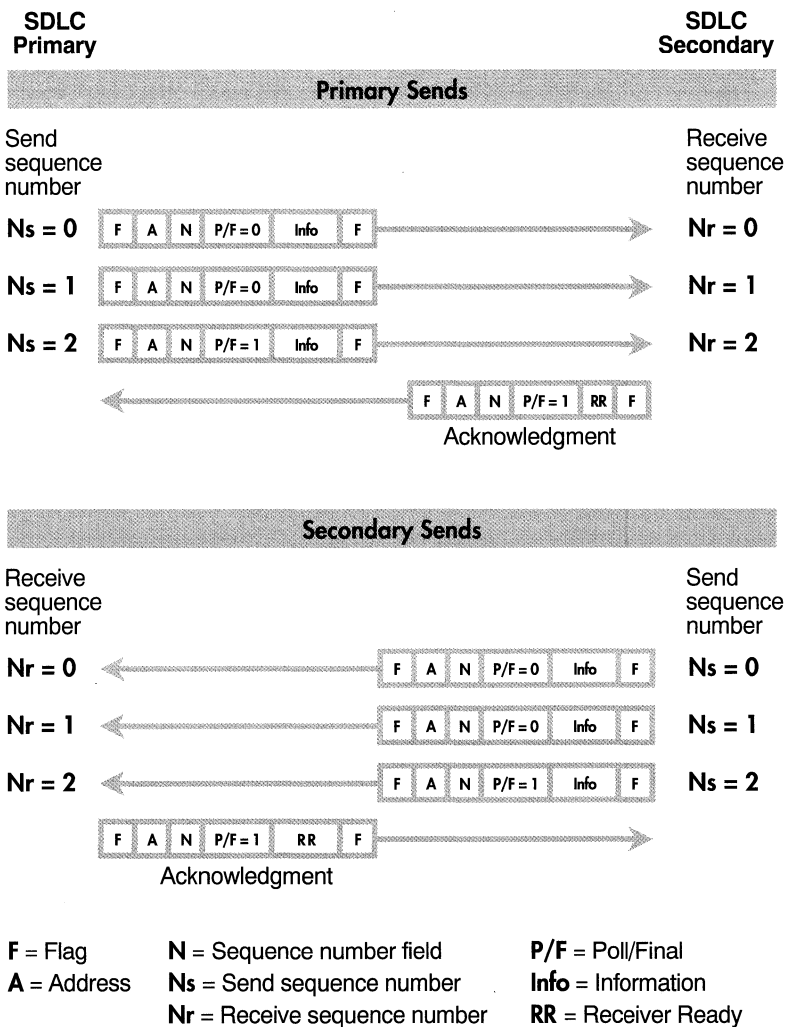 SDLC Primary
SDLC Secondary
Primary Sends
Send sequence number
Receive sequence number
Ns = 0 F A N P/F = 0 Info F Nr = 0
Ns = 1 F A N P/F = 0 Info F Nr = 1
Ns = 2 F A N P/F = 1 Info F Nr = 2
F A N P/F = 1 RR F
Acknowledgment
Secondary Sends
Receive sequence number
Send sequence number
Nr = 0 F A N P/F = 0 Info F Ns = 0
Nr = 1 F A N P/F = 0 Info F Ns = 1
Nr = 2 F A N P/F = 1 Info F Ns = 2
F A N P/F = 1 RR F
Acknowledgment
F = Flag N = Sequence number field P/F = Poll/Final
A = Address Ns = Send sequence number Info = Information
Nr = Receive sequence number RR = Receiver Ready